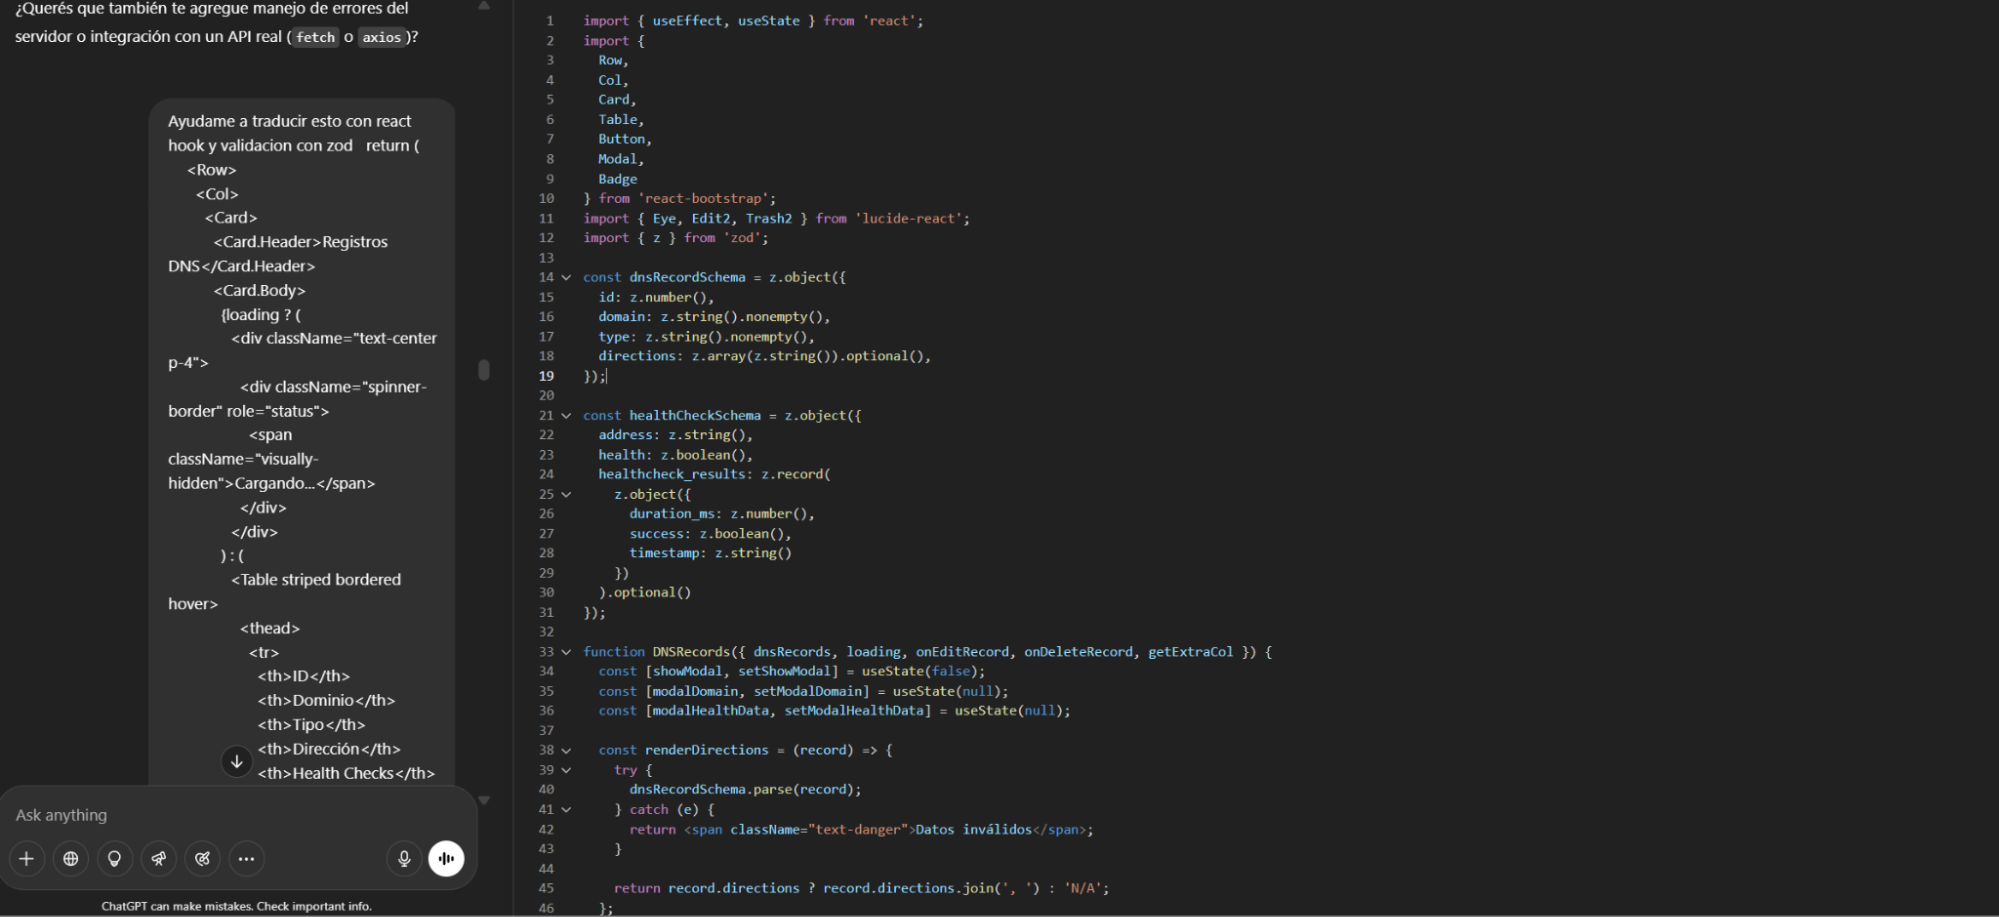 ¿Querés que también te agregue manejo de errores del
servidor o integración con un API real (fetch o axios)?
Ayudame a traducir esto con react
hook y validacion con zod   return (
<Row>
<Col>
<Card>
<Card.Header>Registros
DNS</Card.Header>
<Card.Body>
{loading ? (
<div className="text-center
p-4">
<div className="spinner-
border" role="status">
<span
className="visually-
hidden">Cargando...</span>
</div>
</div>
) : (
<Table striped bordered
hover>
<thead>
<tr>
<th>ID</th>
<th>Dominio</th>
<th>Tipo</th>
<th>Dirección</th>
<th>Health Checks</th>
Ask anything
ChatGPT can make mistakes. Check important info.
1 import { useEffect, useState } from 'react';
2 import {
3   Row,
4   Col,
5   Card,
6   Table,
7   Button,
8   Modal,
9   Badge
10 } from 'react-bootstrap';
11 import { Eye, Edit2, Trash2 } from 'lucide-react';
12 import { z } from 'zod';
13
14 const dnsRecordSchema = z.object({
15   id: z.number(),
16   domain: z.string().nonempty(),
17   type: z.string().nonempty(),
18   directions: z.array(z.string()).optional(),
19 });
20
21 const healthCheckSchema = z.object({
22   address: z.string(),
23   health: z.boolean(),
24   healthcheck_results: z.record(
25     z.object({
26       duration_ms: z.number(),
27       success: z.boolean(),
28       timestamp: z.string()
29     })
30   ).optional()
31 });
32
33 function DNSRecords({ dnsRecords, loading, onEditRecord, onDeleteRecord, getExtraCol }) {
34   const [showModal, setShowModal] = useState(false);
35   const [modalDomain, setModalDomain] = useState(null);
36   const [modalHealthData, setModalHealthData] = useState(null);
37
38   const renderDirections = (record) => {
39     try {
40       dnsRecordSchema.parse(record);
41     } catch (e) {
42       return <span className="text-danger">Datos inválidos</span>;
43     }
44
45     return record.directions ? record.directions.join(', ') : 'N/A';
46   };